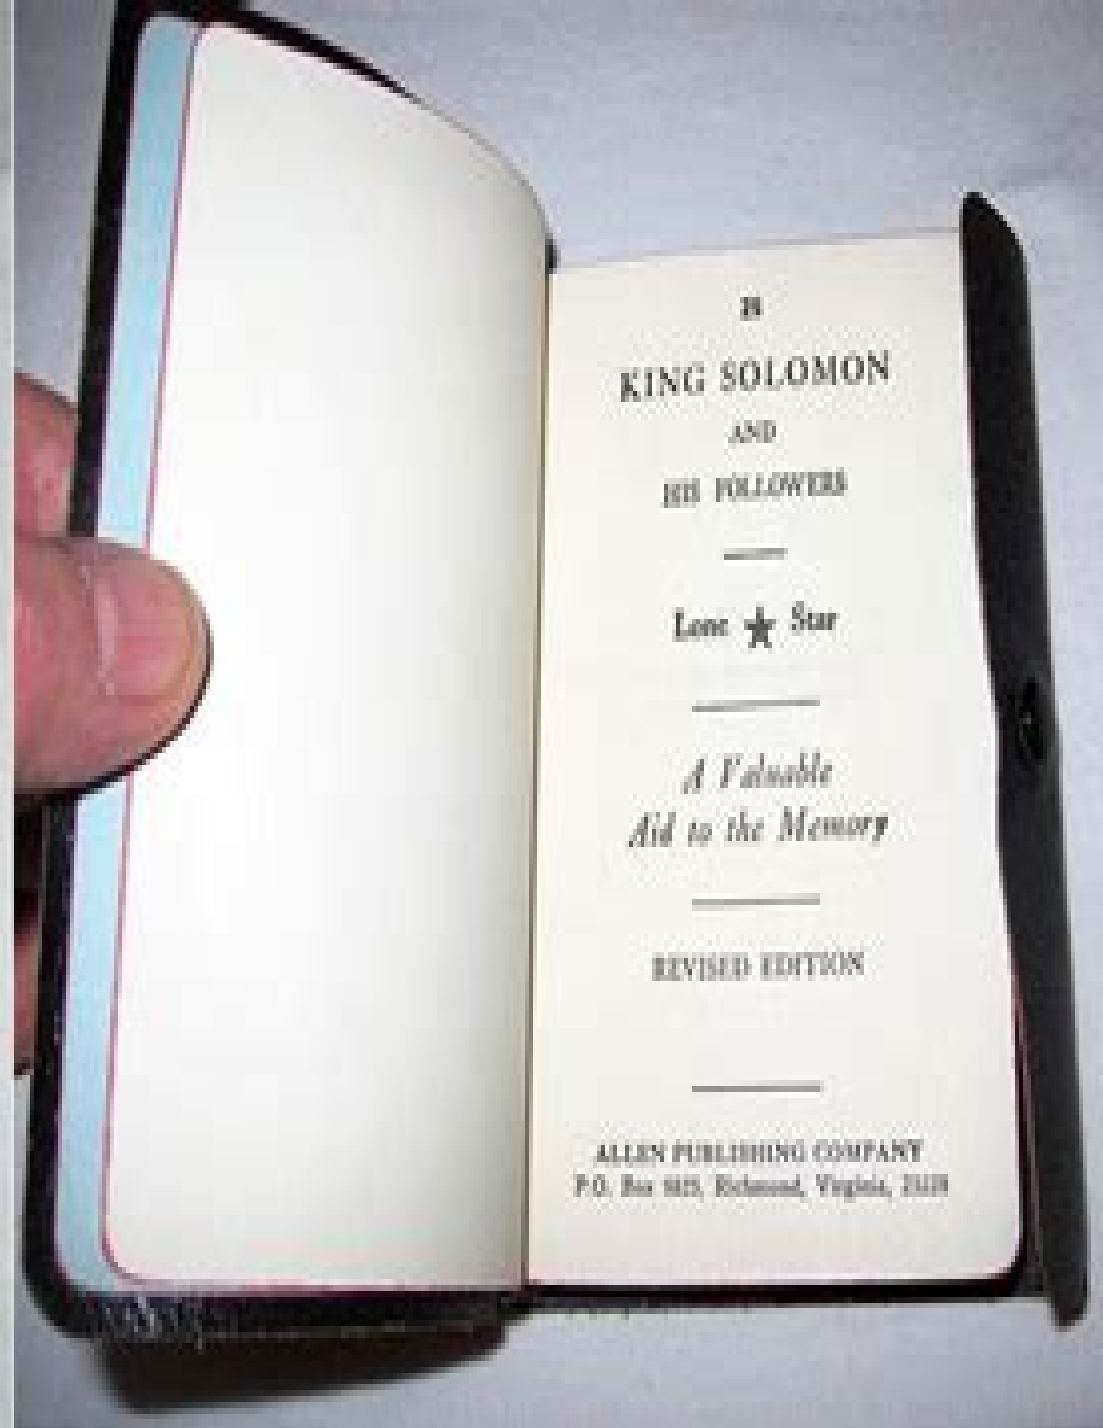 KING SOLOMON
AND
HIS FOLLOWERS
Lone ★ Star
A Valuable
Aid to the Memory
REVISED EDITION
ALLEN PUBLISHING COMPANY
P.O. Box Richmond, Virginia,